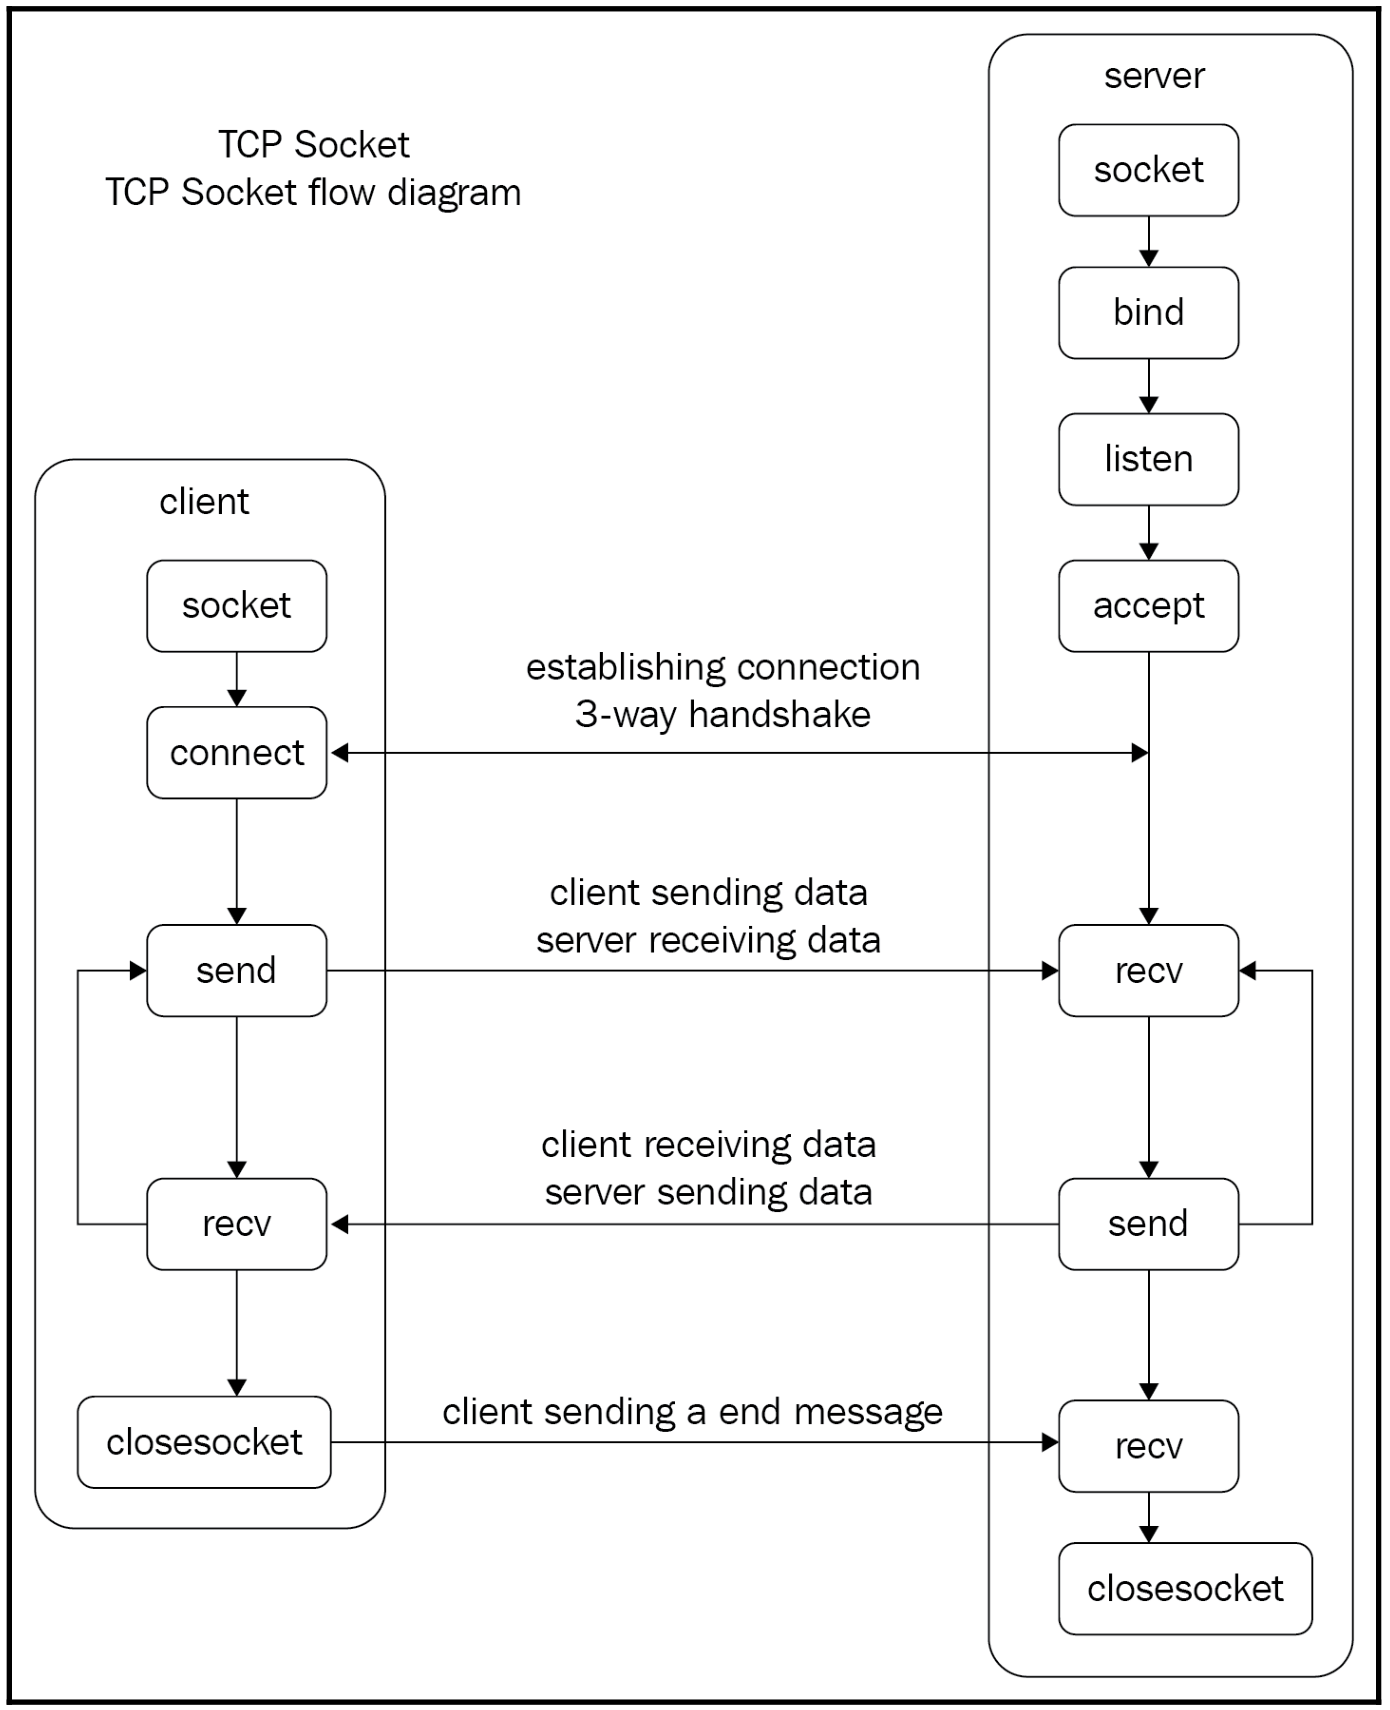 TCP Socket
TCP Socket flow diagram
server
socket
bind
listen
accept
client
socket
connect
establishing connection
3-way handshake
client sending data
server receiving data
send
recv
client receiving data
server sending data
recv
send
closesocket
client sending a end message
recv
closesocket